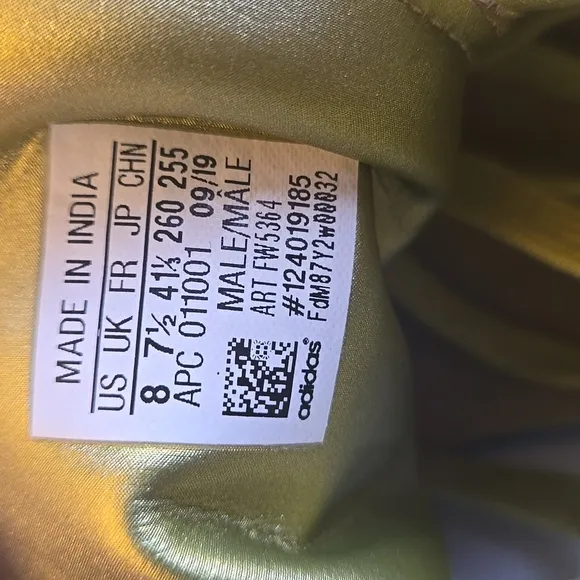 MADE IN INDIA
US UK FR JP CHN
8 7½ 41⅓ 260 255
APC 011001 09/19
MALE/MÂLE
ART FW5364
#124019185
FdM87Y2w00032
adidas